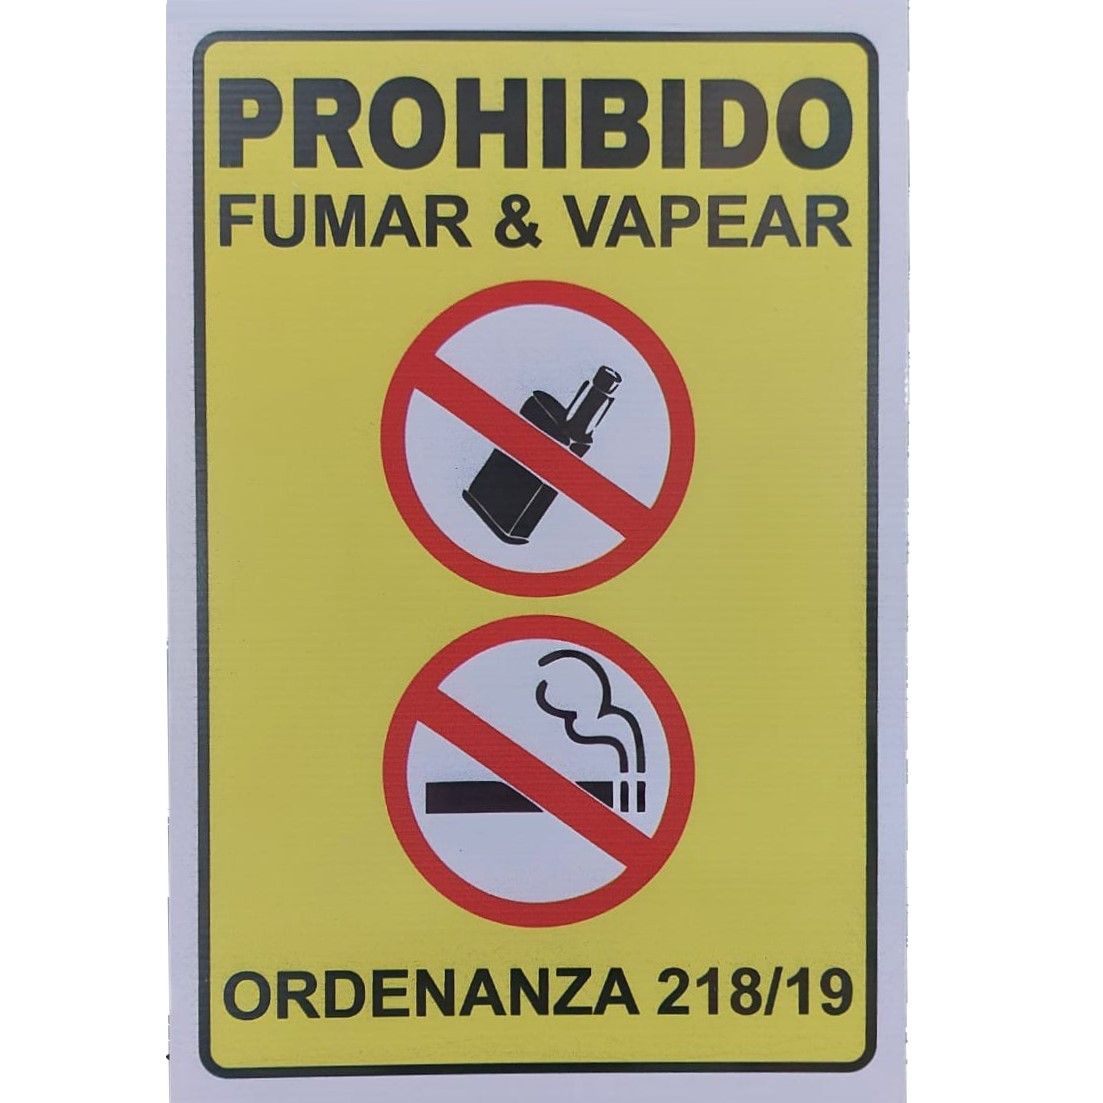 PROHIBIDO
FUMAR & VAPEAR
ORDENANZA 218/19